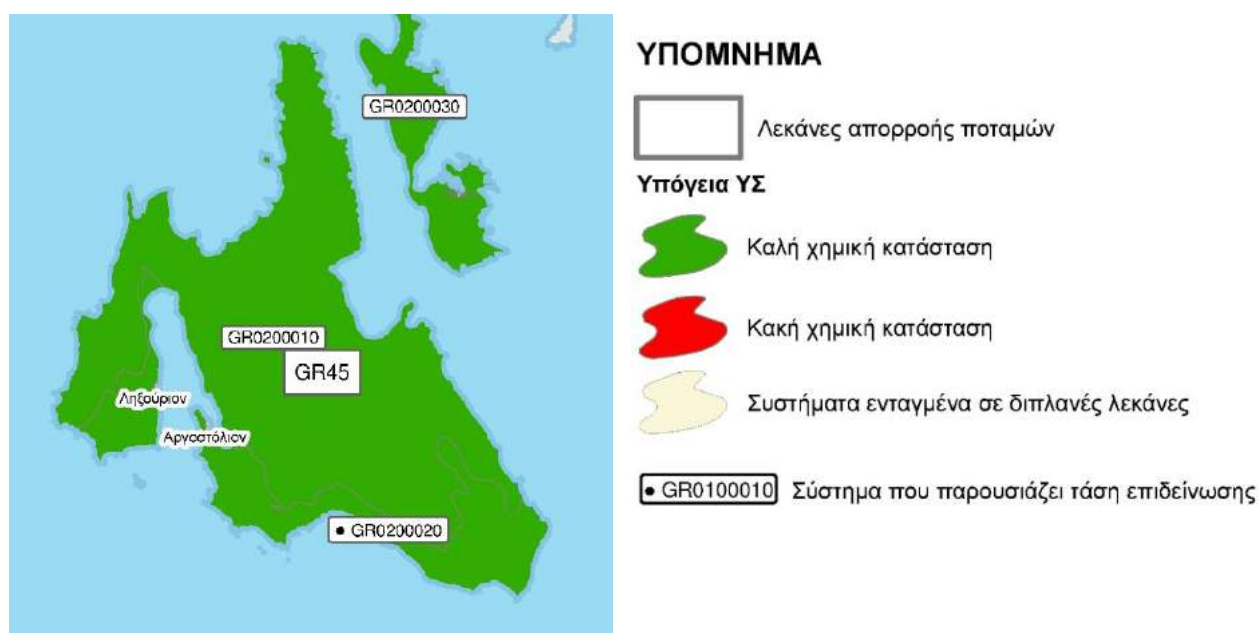 GR0200030
GR0200010
GR45
Ληξούριον
Αργοστόλιον
• GR0200020
ΥΠΟΜΝΗΜΑ
Λεκάνες απορροής ποταμών
Υπόγεια ΥΣ
Καλή χημική κατάσταση
Κακή χημική κατάσταση
Συστήματα ενταγμένα σε διπλανές λεκάνες
• GR0100010 Σύστημα που παρουσιάζει τάση επιδείνωσης